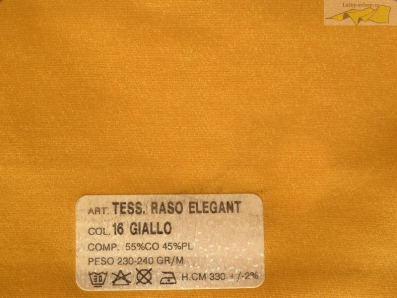 ART. TESS. RASO ELEGANT
COL. 16 GIALLO
COMP. 55%CO 45%PL
PESO 230-240 GR/M
H.CM 330 +/-2%